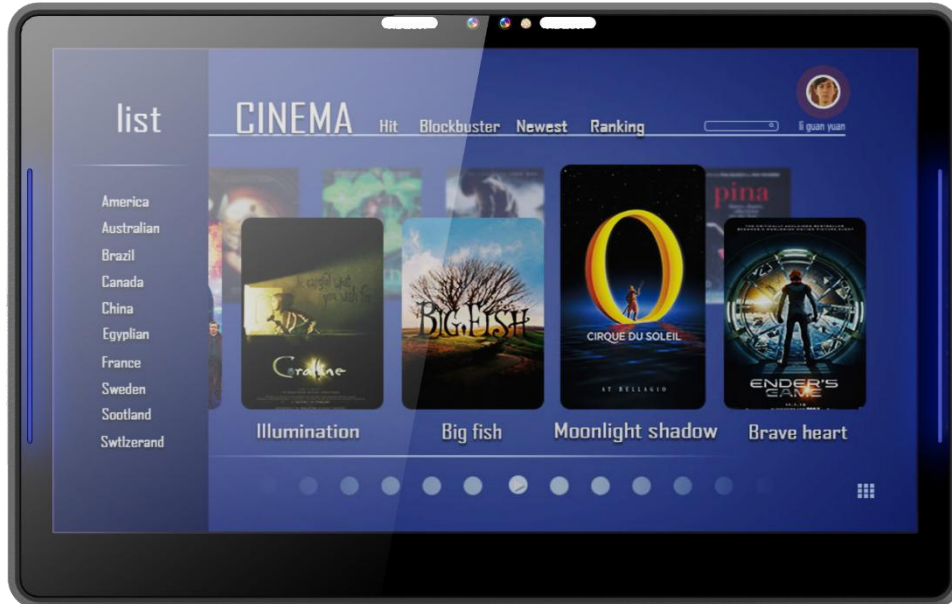 list
CINEMA
Hit
Blockbuster
Newest
Ranking
li guan yuan
America
Australian
Brazil
Canada
China
Egyplian
France
Sweden
Sootland
Swtlzerand
pina
Coraline
BIG FISH
O
CIRQUE DU SOLEIL
AT BELLAGIO
ENDER'S
GAME
Illumination
Big fish
Moonlight shadow
Brave heart